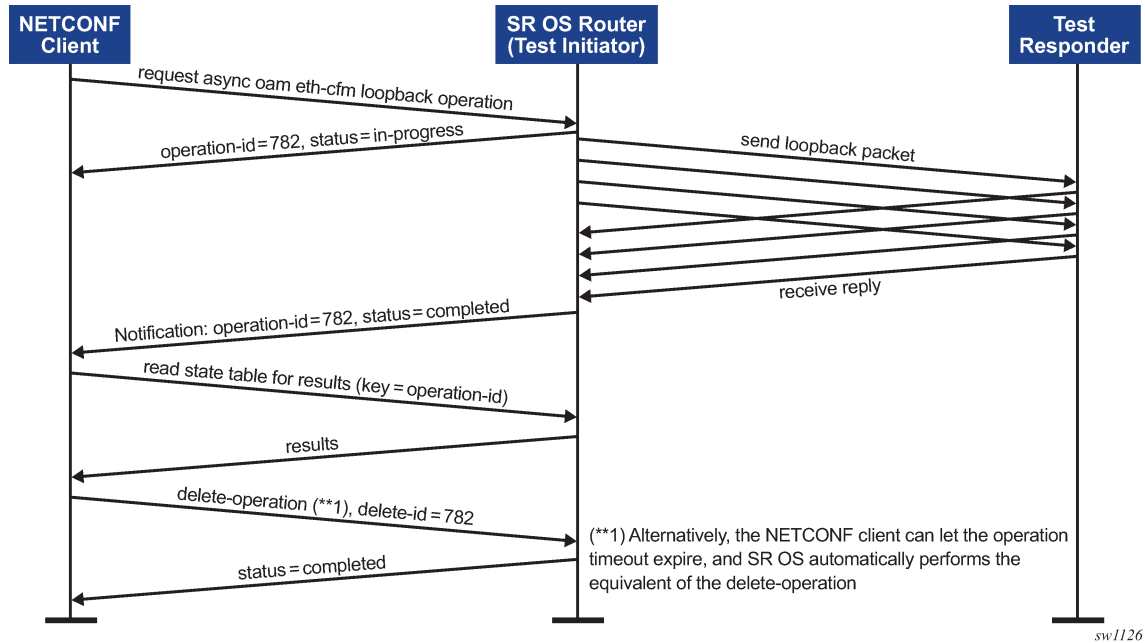 NETCONF
Client
SR OS Router
(Test Initiator)
Test
Responder
request async oam eth-cfm loopback operation
operation-id=782, status=in-progress
send loopback packet
receive reply
Notification: operation-id=782, status=completed
read state table for results (key=operation-id)
results
delete-operation (**1), delete-id=782
(**1) Alternatively, the NETCONF client can let the operation
timeout expire, and SR OS automatically performs the
equivalent of the delete-operation
status=completed
sw1126